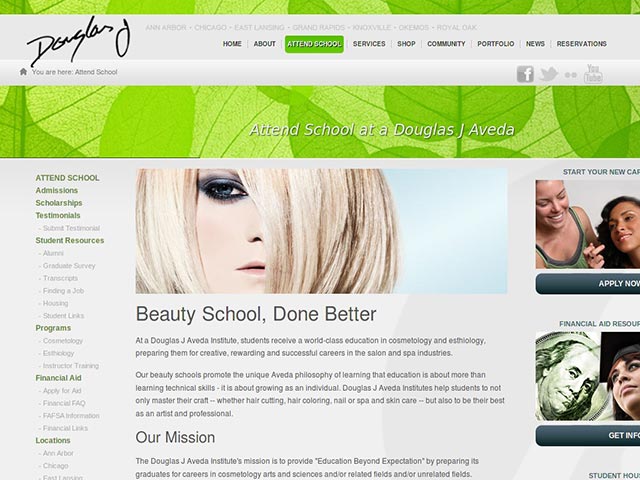 Douglas J
ANN ARBOR • CHICAGO • EAST LANSING • GRAND RAPIDS • KNOXVILLE • OKEMOS • ROYAL OAK
HOME ABOUT ATTEND SCHOOL SERVICES SHOP COMMUNITY PORTFOLIO NEWS RESERVATIONS
You are here: Attend School
f You Tube
Attend School at a Douglas J Aveda
ATTEND SCHOOL
Admissions
Scholarships
Testimonials
- Submit Testimonial
Student Resources
- Alumni
- Graduate Survey
- Transcripts
- Finding a Job
- Housing
- Student Links
Programs
- Cosmetology
- Esthiology
- Instructor Training
Financial Aid
- Apply for Aid
- Financial FAQ
- FAFSA Information
- Financial Links
Locations
- Ann Arbor
- Chicago
- East Lansing
Beauty School, Done Better
At a Douglas J Aveda Institute, students receive a world-class education in cosmetology and esthiology,
preparing them for creative, rewarding and successful careers in the salon and spa industries.
Our beauty schools promote the unique Aveda philosophy of learning that education is about more than
learning technical skills - it is about growing as an individual. Douglas J Aveda Institutes help students to not
only master their craft -- whether hair cutting, hair coloring, nail or spa and skin care -- but also to be their best
as an artist and professional.
Our Mission
The Douglas J Aveda Institute's mission is to provide "Education Beyond Expectation" by preparing its
graduates for careers in cosmetology arts and sciences and/or related fields and/or unrelated fields.
START YOUR NEW CAR
APPLY NOW
FINANCIAL AID RESOUR
GET INFO
STUDENT HOUS